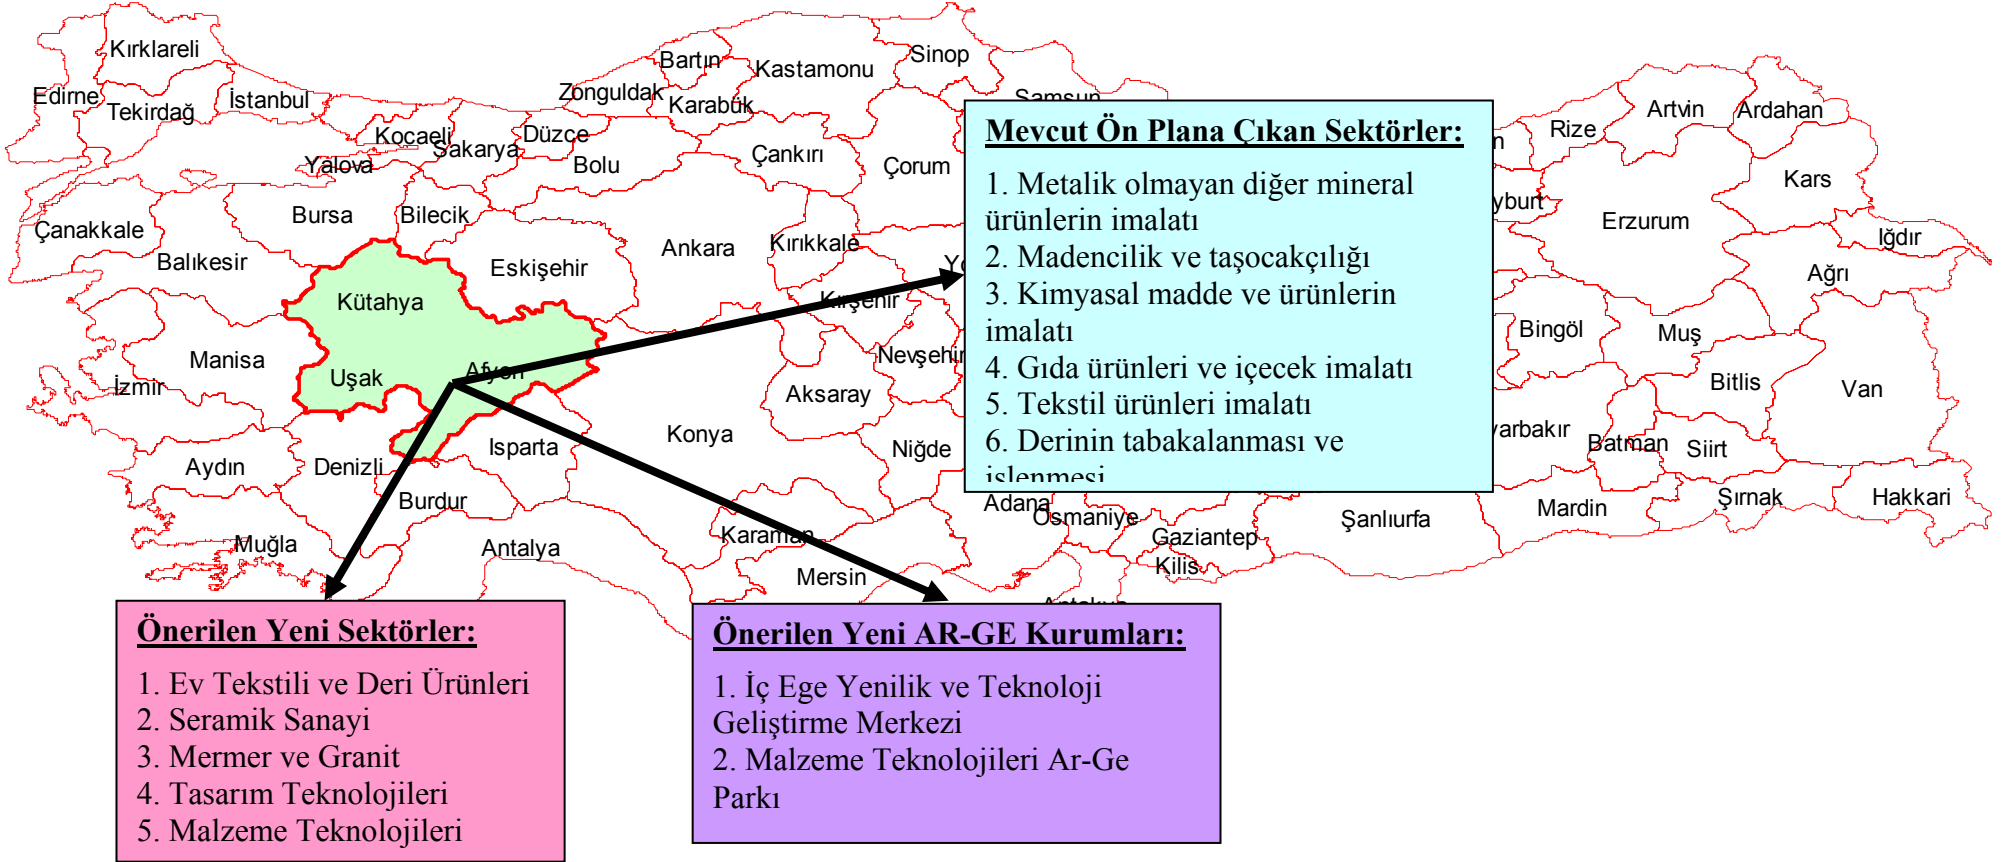 Kırklareli
Edirne
Tekirdağ
İstanbul
Kocaeli
Sakarya
Yalova
Düzce
Bolu
Zonguldak
Bartın
Karabük
Kastamonu
Sinop
Samsun
Çankırı
Çorum
Artvin
Ardahan
Rize
Kars
yburt
Erzurum
Iğdır
Ağrı
Çanakkale
Balıkesir
Bursa
Bilecik
Eskişehir
Ankara
Kırıkkale
Kırşehir
Kütahya
Manisa
Uşak
Afyon
Nevşehir
Aksaray
İzmir
Bingöl
Muş
Bitlis
Van
Aydın
Denizli
Isparta
Burdur
Konya
Niğde
yarbakır
Batman
Siirt
Şırnak
Hakkari
Mardin
Muğla
Antalya
Karaman
Mersin
Adana
Osmaniye
Gaziantep
Kilis
Şanlıurfa
Mevcut Ön Plana Çıkan Sektörler:
1. Metalik olmayan diğer mineral
ürünlerin imalatı
2. Madencilik ve taşocakçılığı
3. Kimyasal madde ve ürünlerin
imalatı
4. Gıda ürünleri ve içecek imalatı
5. Tekstil ürünleri imalatı
6. Derinin tabakalanması ve
işlenmesi
Önerilen Yeni Sektörler:
1. Ev Tekstili ve Deri Ürünleri
2. Seramik Sanayi
3. Mermer ve Granit
4. Tasarım Teknolojileri
5. Malzeme Teknolojileri
Önerilen Yeni AR-GE Kurumları:
1. İç Ege Yenilik ve Teknoloji
Geliştirme Merkezi
2. Malzeme Teknolojileri Ar-Ge
Parkı